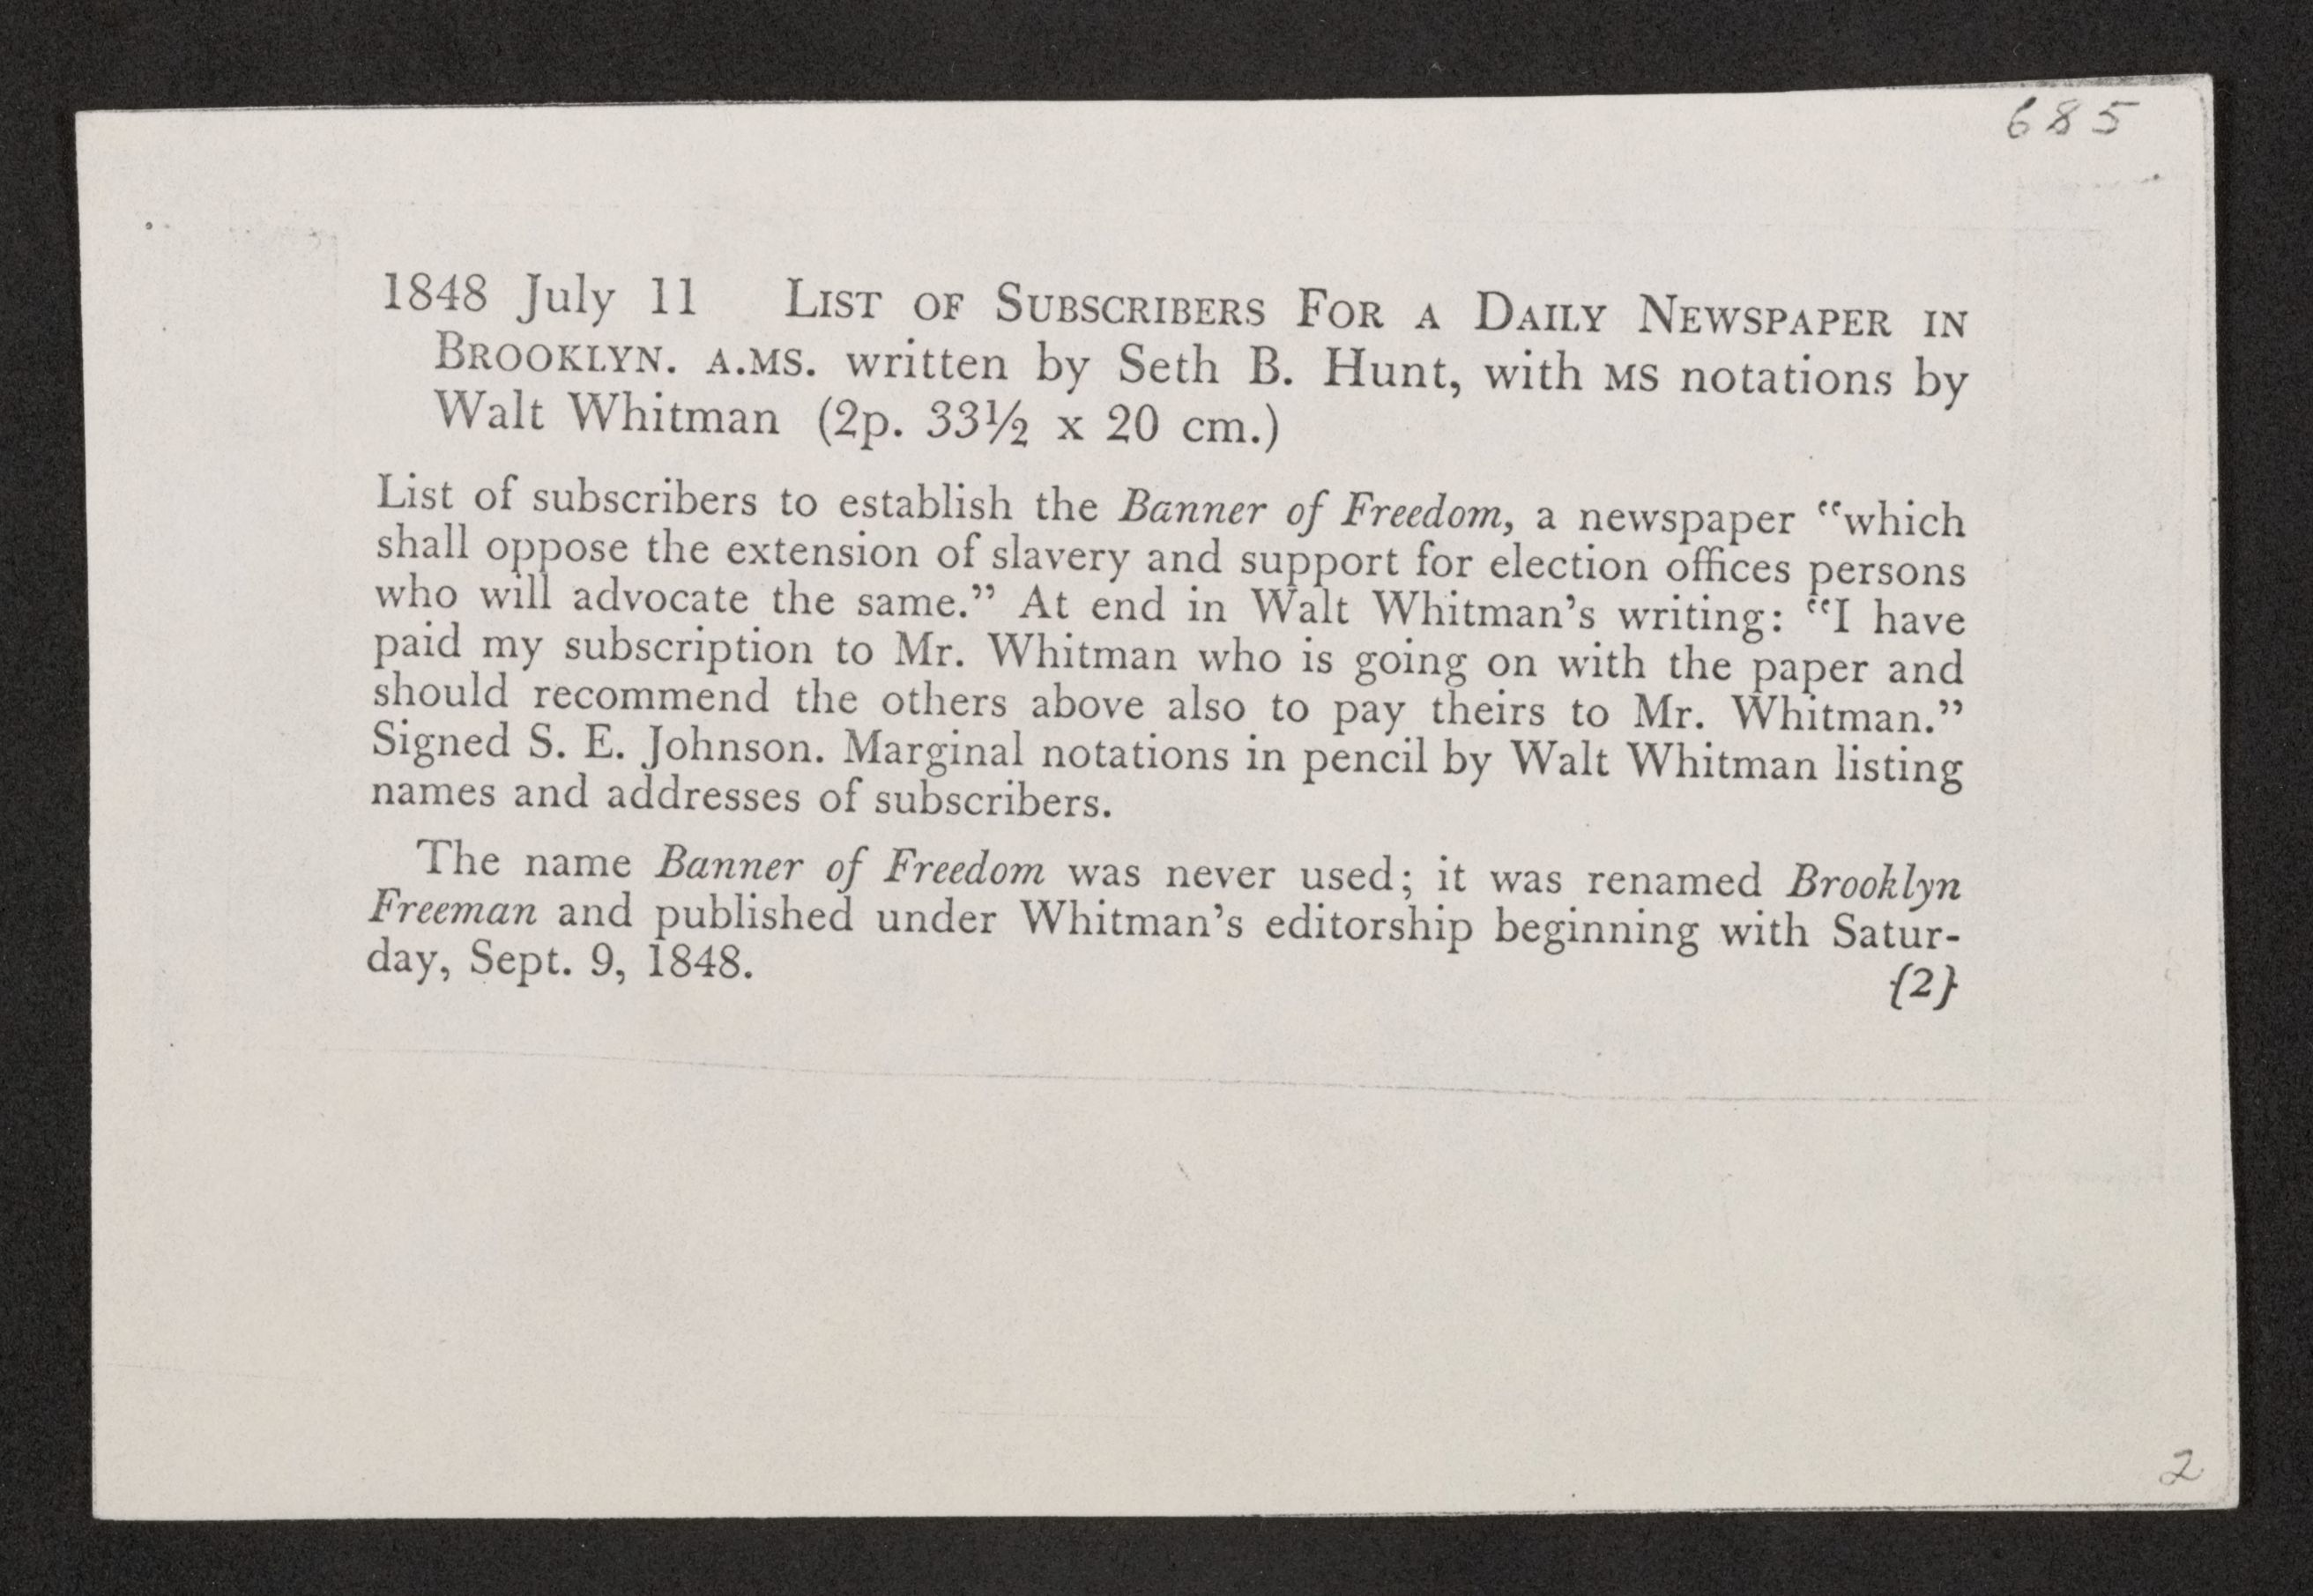 685
1848 July 11 LIST OF SUBSCRIBERS FOR A DAILY NEWSPAPER IN
BROOKLYN. A.MS. written by Seth B. Hunt, with MS notations by
Walt Whitman (2p. 33½ x 20 cm.)
List of subscribers to establish the Banner of Freedom, a newspaper “which
shall oppose the extension of slavery and support for election offices persons
who will advocate the same.” At end in Walt Whitman’s writing: “I have
paid my subscription to Mr. Whitman who is going on with the paper and
should recommend the others above also to pay theirs to Mr. Whitman.”
Signed S. E. Johnson. Marginal notations in pencil by Walt Whitman listing
names and addresses of subscribers.
The name Banner of Freedom was never used; it was renamed Brooklyn
Freeman and published under Whitman’s editorship beginning with Satur-
day, Sept. 9, 1848.
{2}
2